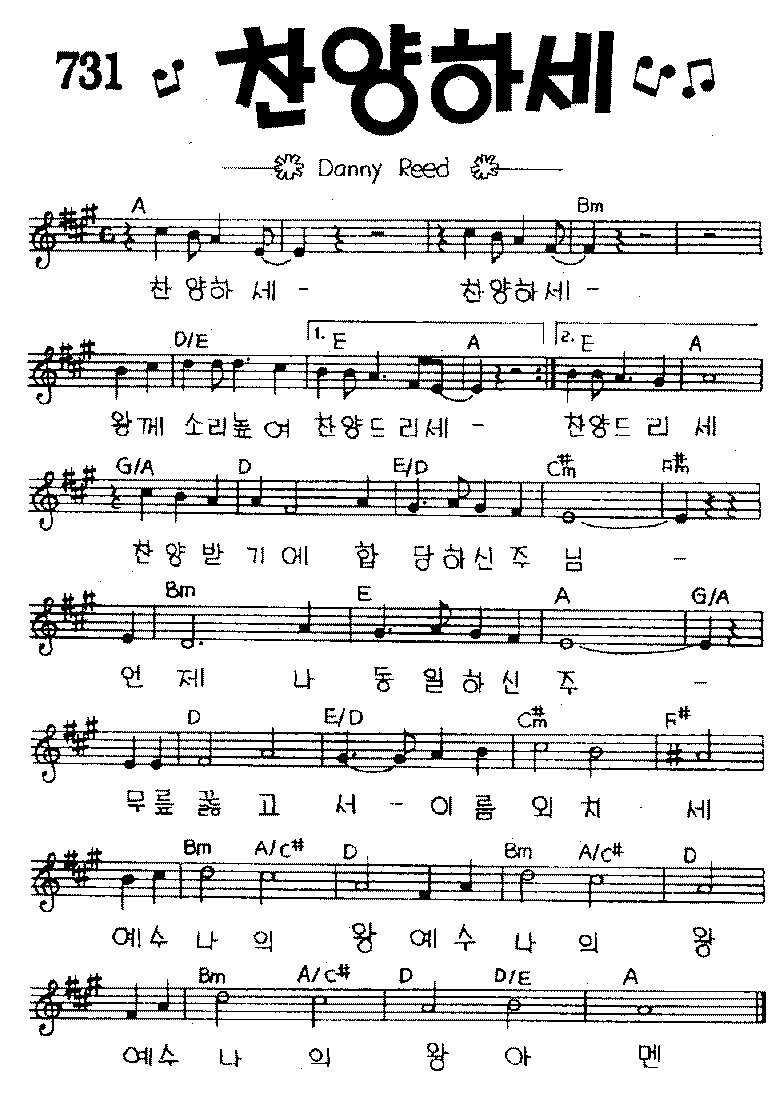 731 찬양하세
Danny Reed
A Bm
찬 양하 세 - 찬양하세 -
D/E 1. E A 2. E A
왕께 소리높여 찬양드리세 - 찬양드 리 세
G/A D E/D C#m F#m
찬 양 받 기 에 합 당하신 주 님 -
Bm E A G/A
언 제 나 동 일 하 신 주 -
D E/D C#m F#
무릎 꿇 고 서 - 이 름 외 치 세
Bm A/C# D Bm A/C# D
예수 나 의 왕 예 수 나 의 왕
Bm A/C# D D/E A
예수 나 의 왕 아 멘